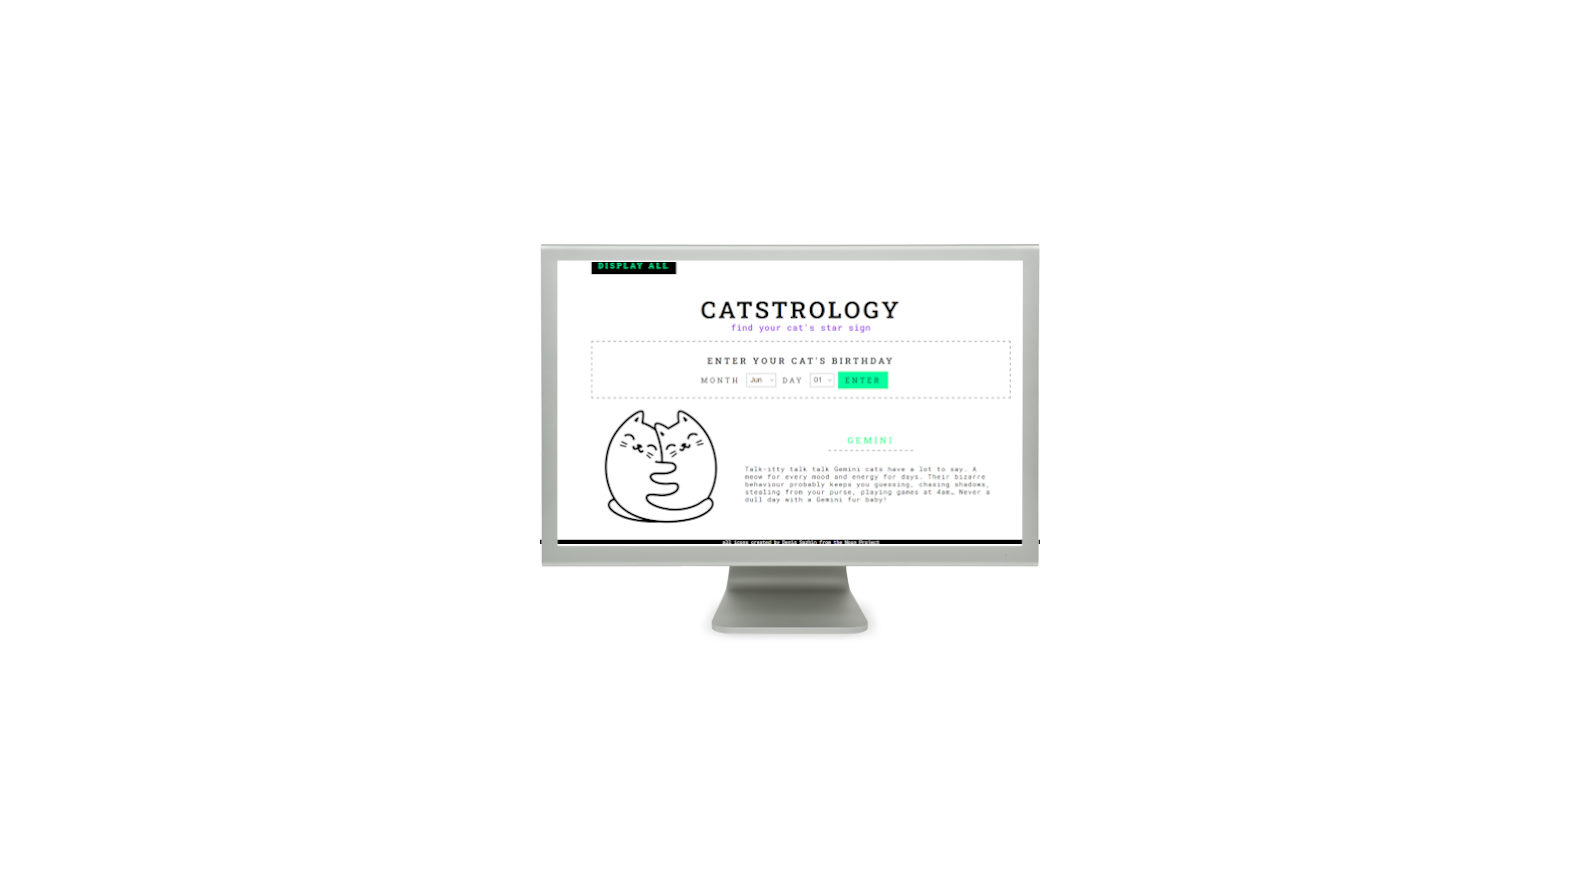 DISPLAY ALL
CATSTROLOGY
find your cat's star sign
ENTER YOUR CAT'S BIRTHDAY
MONTH Jun DAY 01 ENTER
GEMINI
Talk-itty talk talk Gemini cats have a lot to say. A
meow for every mood and energy for days. Their bizarre
behaviour probably keeps you guessing, chasing shadows,
stealing from your purse, playing games at 4am… Never a
dull day with a Gemini fur baby!
all icons created by Denis Sazhin from the Noun Project